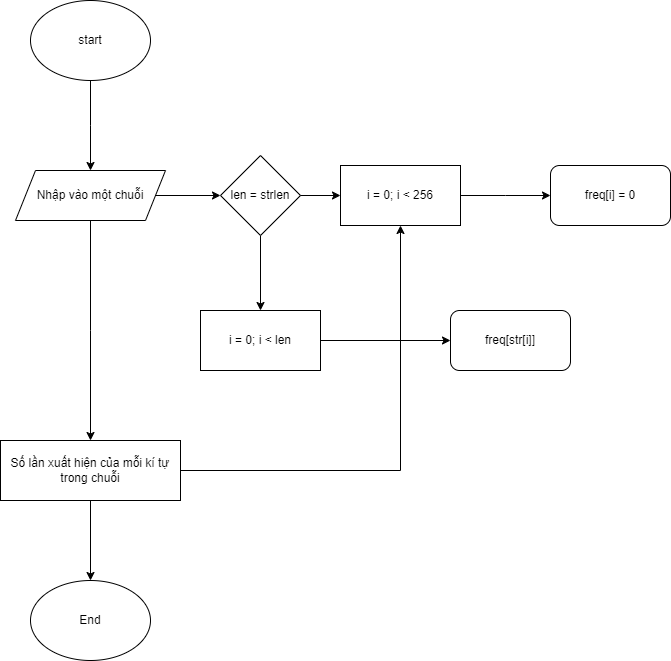 start
Nhập vào một chuỗi
len = strlen
i = 0; i < 256
freq[i] = 0
i = 0; i < len
freq[str[i]]
Số lần xuất hiện của mỗi kí tự
trong chuỗi
End